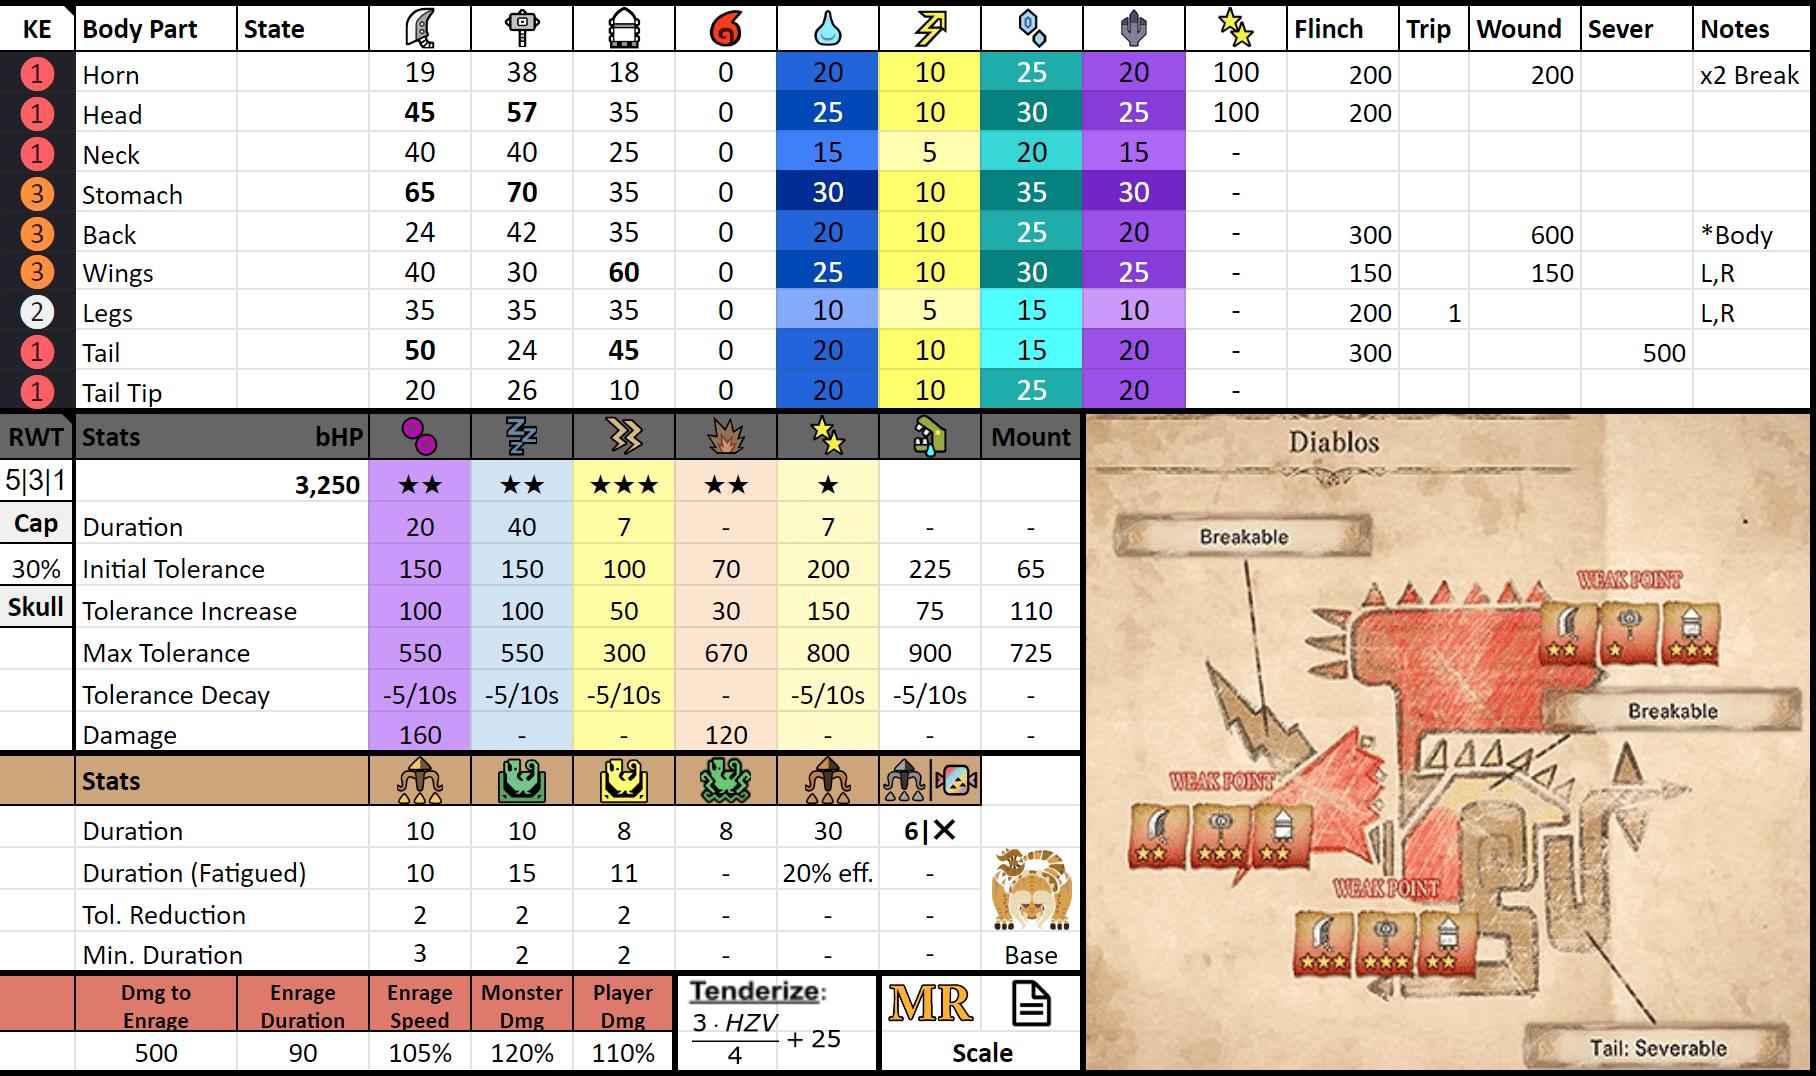 KE Body Part State Flinch Trip Wound Sever Notes
1 Horn 19 38 18 0 20 10 25 20 100 200 200 x2 Break
1 Head 45 57 35 0 25 10 30 25 100 200
1 Neck 40 40 25 0 15 5 20 15 -
3 Stomach 65 70 35 0 30 10 35 30 -
3 Back 24 42 35 0 20 10 25 20 - 300 600 *Body
3 Wings 40 30 60 0 25 10 30 25 - 150 150 L,R
2 Legs 35 35 35 0 10 5 15 10 - 200 1 L,R
1 Tail 50 24 45 0 20 10 15 20 - 300 500
1 Tail Tip 20 26 10 0 20 10 25 20 -
RWT Stats bHP Mount
5|3|1 3,250 ★★ ★★ ★★★ ★★ ★
Cap Duration 20 40 7 - 7 - -
30% Initial Tolerance 150 150 100 70 200 225 65
Skull Tolerance Increase 100 100 50 30 150 75 110
Max Tolerance 550 550 300 670 800 900 725
Tolerance Decay -5/10s -5/10s -5/10s - -5/10s -5/10s -
Damage 160 - - 120 - - -
Stats
Duration 10 10 8 8 30 6|✕
Duration (Fatigued) 10 15 11 - 20% eff. -
Tol. Reduction 2 2 2 - - -
Min. Duration 3 2 2 - - - Base
Dmg to Enrage Enrage Duration Enrage Speed Monster Dmg Player Dmg
500 90 105% 120% 110%
Tenderize:
3 · HZV
4
+ 25
MR
Scale
Diablos
Breakable
WEAK POINT
★★ ★ ★★★
Breakable
WEAK POINT
★★ ★★★ ★★
WEAK POINT
★★★ ★★★ ★★
Tail: Severable